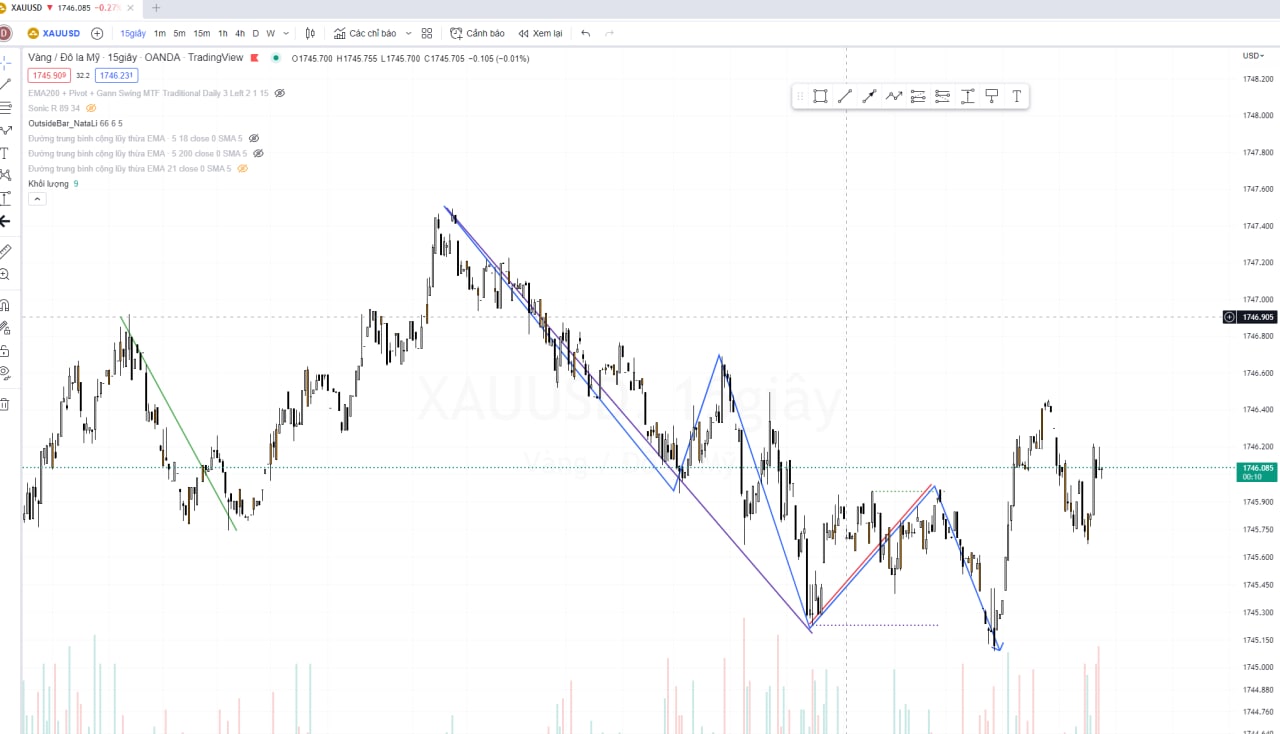 XAUUSD ▼ 1746.085 −0.27%
D XAUUSD 15giây 1m 5m 15m 1h 4h D W Các chỉ báo Cảnh báo Xem lại
Vàng / Đô la Mỹ · 15giây · OANDA · TradingView O1745.700 H1745.755 L1745.700 C1745.705 −0.105 (−0.01%)
1745.909 32.2 1746.231
EMA200 + Pivot + Gann Swing MTF Traditional Daily 3 Left 2 1 15
Sonic R 89 34
OutsideBar_NataLi 66 6 5
Đường trung bình cộng lũy thừa EMA · 5 18 close 0 SMA 5
Đường trung bình cộng lũy thừa EMA · 5 200 close 0 SMA 5
Đường trung bình cộng lũy thừa EMA 21 close 0 SMA 5
Khối lượng 9
XAUUSD, 15giây
Vàng / Đô la Mỹ
USD
1748.200
1748.000
1747.800
1747.600
1747.400
1747.200
1747.000
1746.905
1746.800
1746.600
1746.400
1746.200
1746.085
00:10
1745.900
1745.750
1745.600
1745.450
1745.300
1745.150
1745.000
1744.880
1744.760